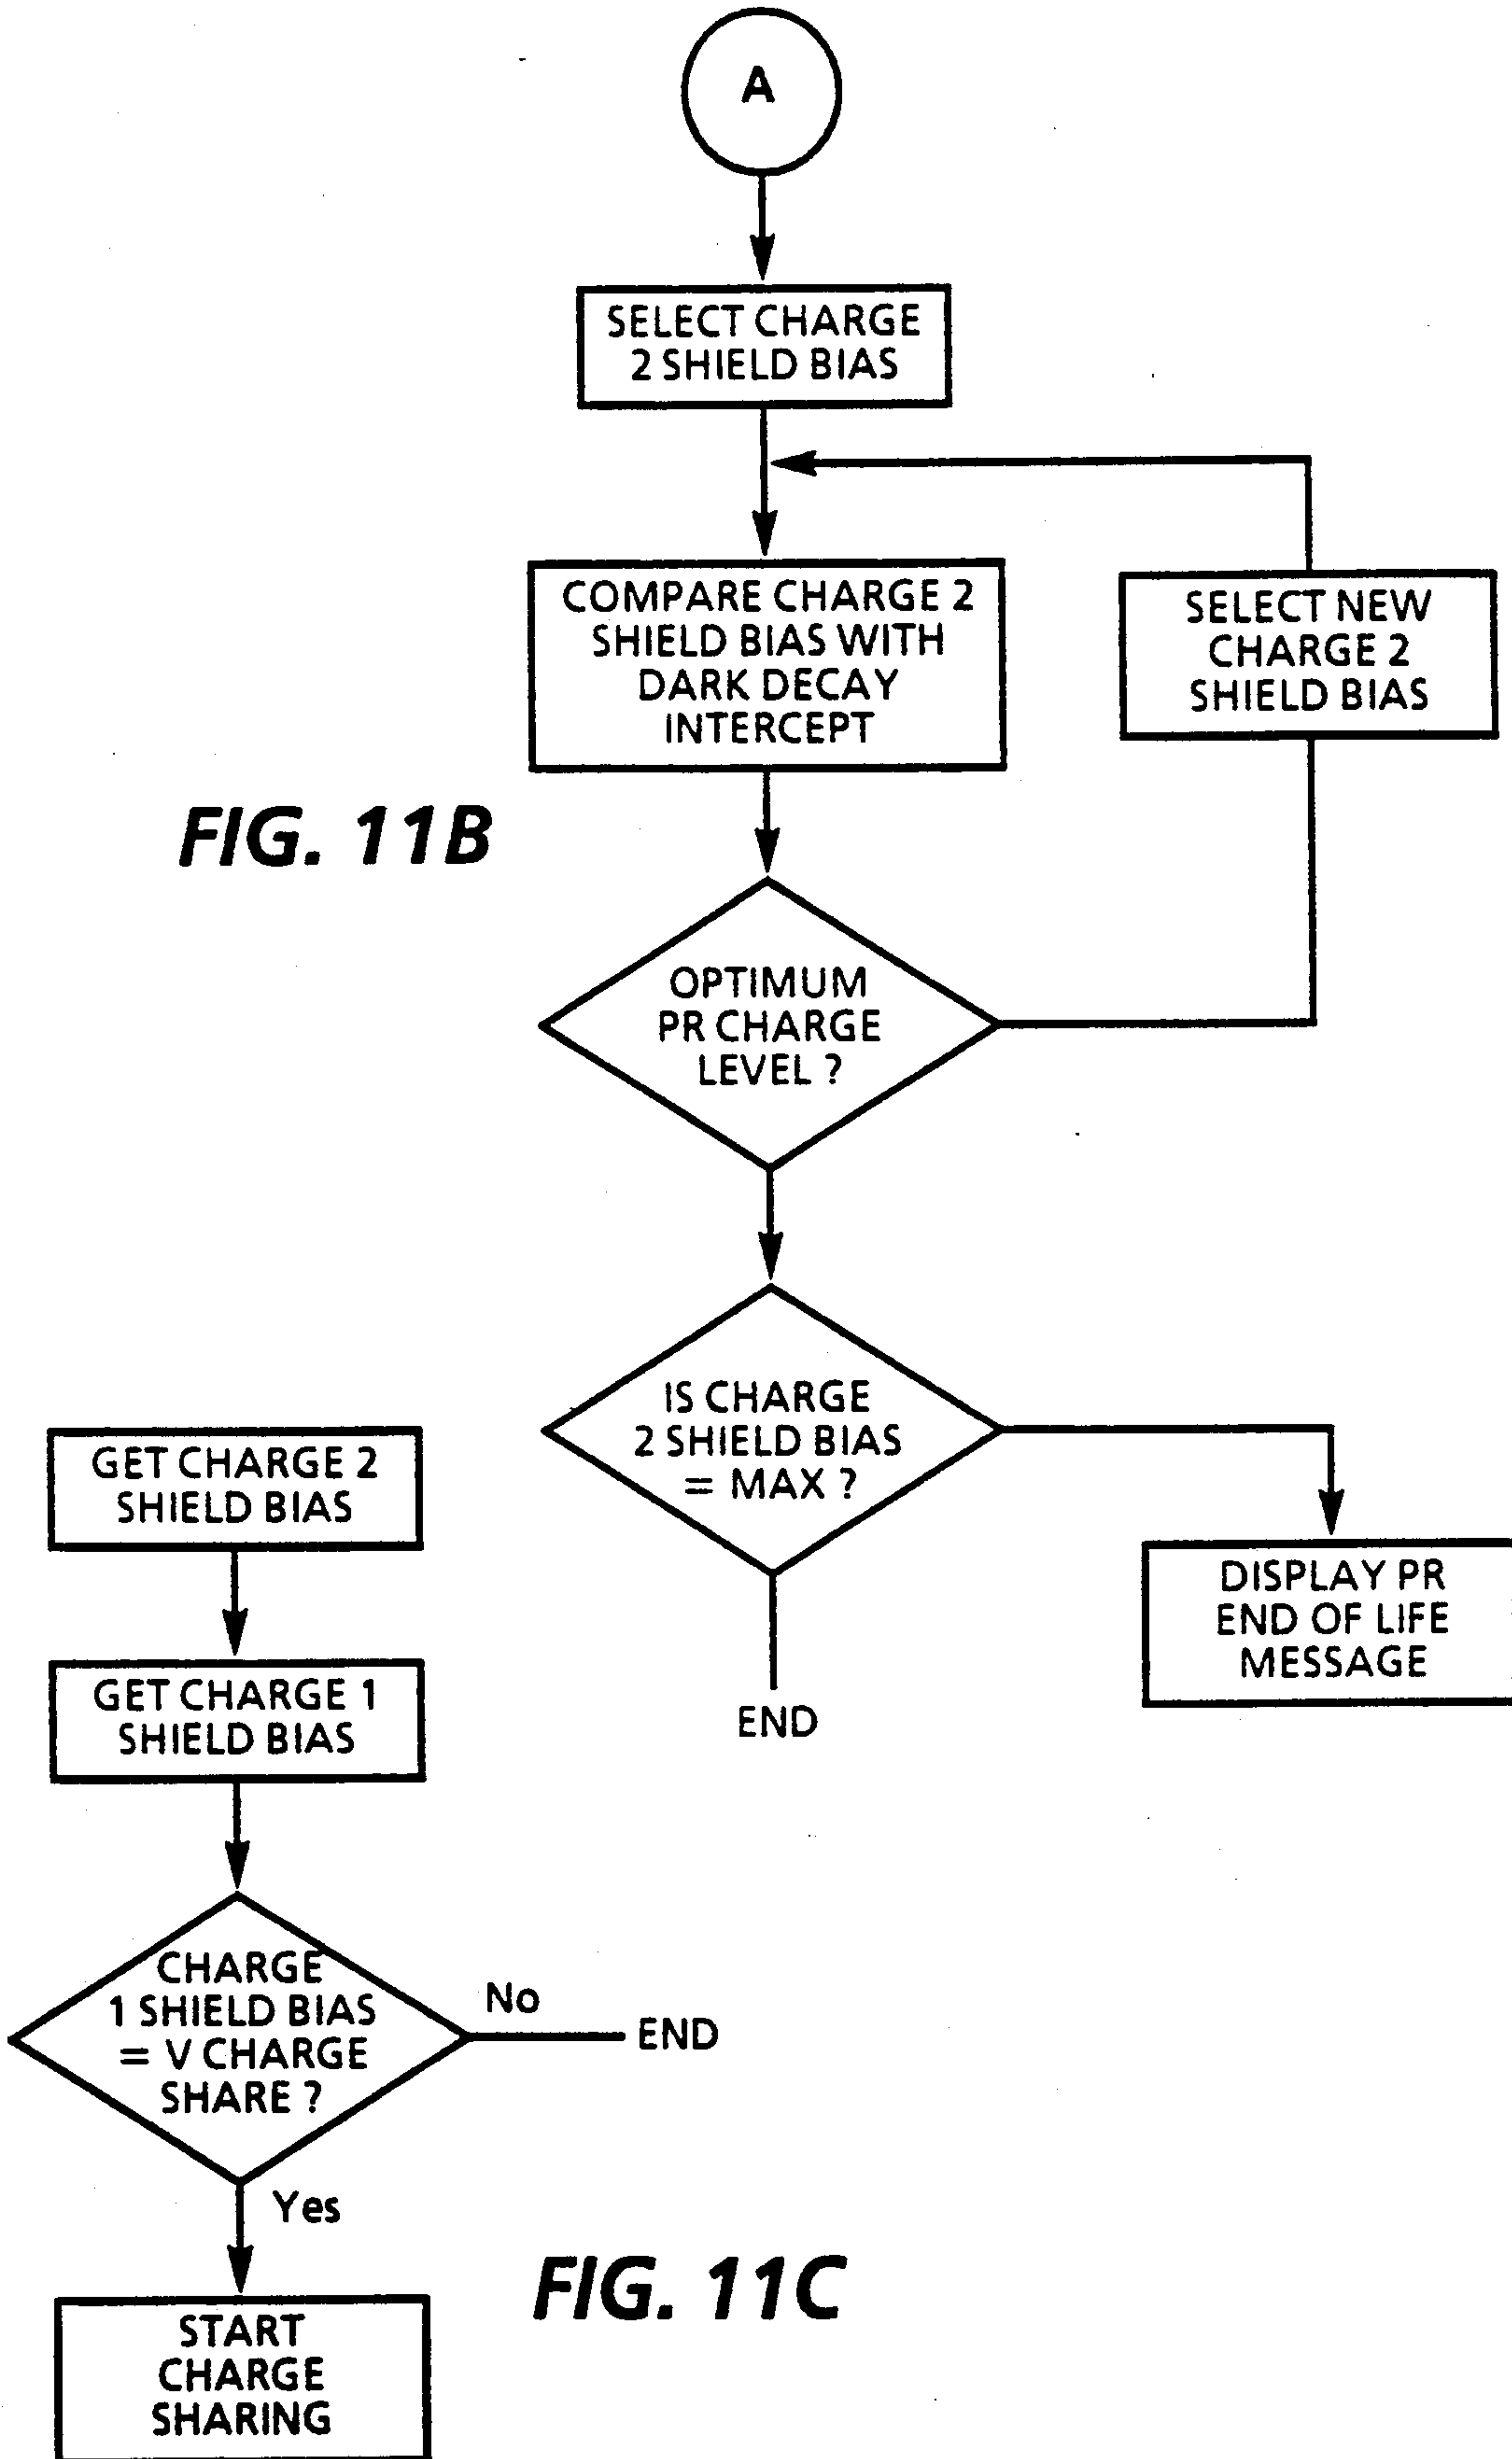 A
SELECT CHARGE
2 SHIELD BIAS
COMPARE CHARGE 2
SHIELD BIAS WITH
DARK DECAY
INTERCEPT
SELECT NEW
CHARGE 2
SHIELD BIAS
FIG. 11B
OPTIMUM
PR CHARGE
LEVEL ?
IS CHARGE
2 SHIELD BIAS
= MAX ?
DISPLAY PR
END OF LIFE
MESSAGE
END
GET CHARGE 2
SHIELD BIAS
GET CHARGE 1
SHIELD BIAS
CHARGE
1 SHIELD BIAS
= V CHARGE
SHARE ?
No
END
Yes
START
CHARGE
SHARING
FIG. 11C